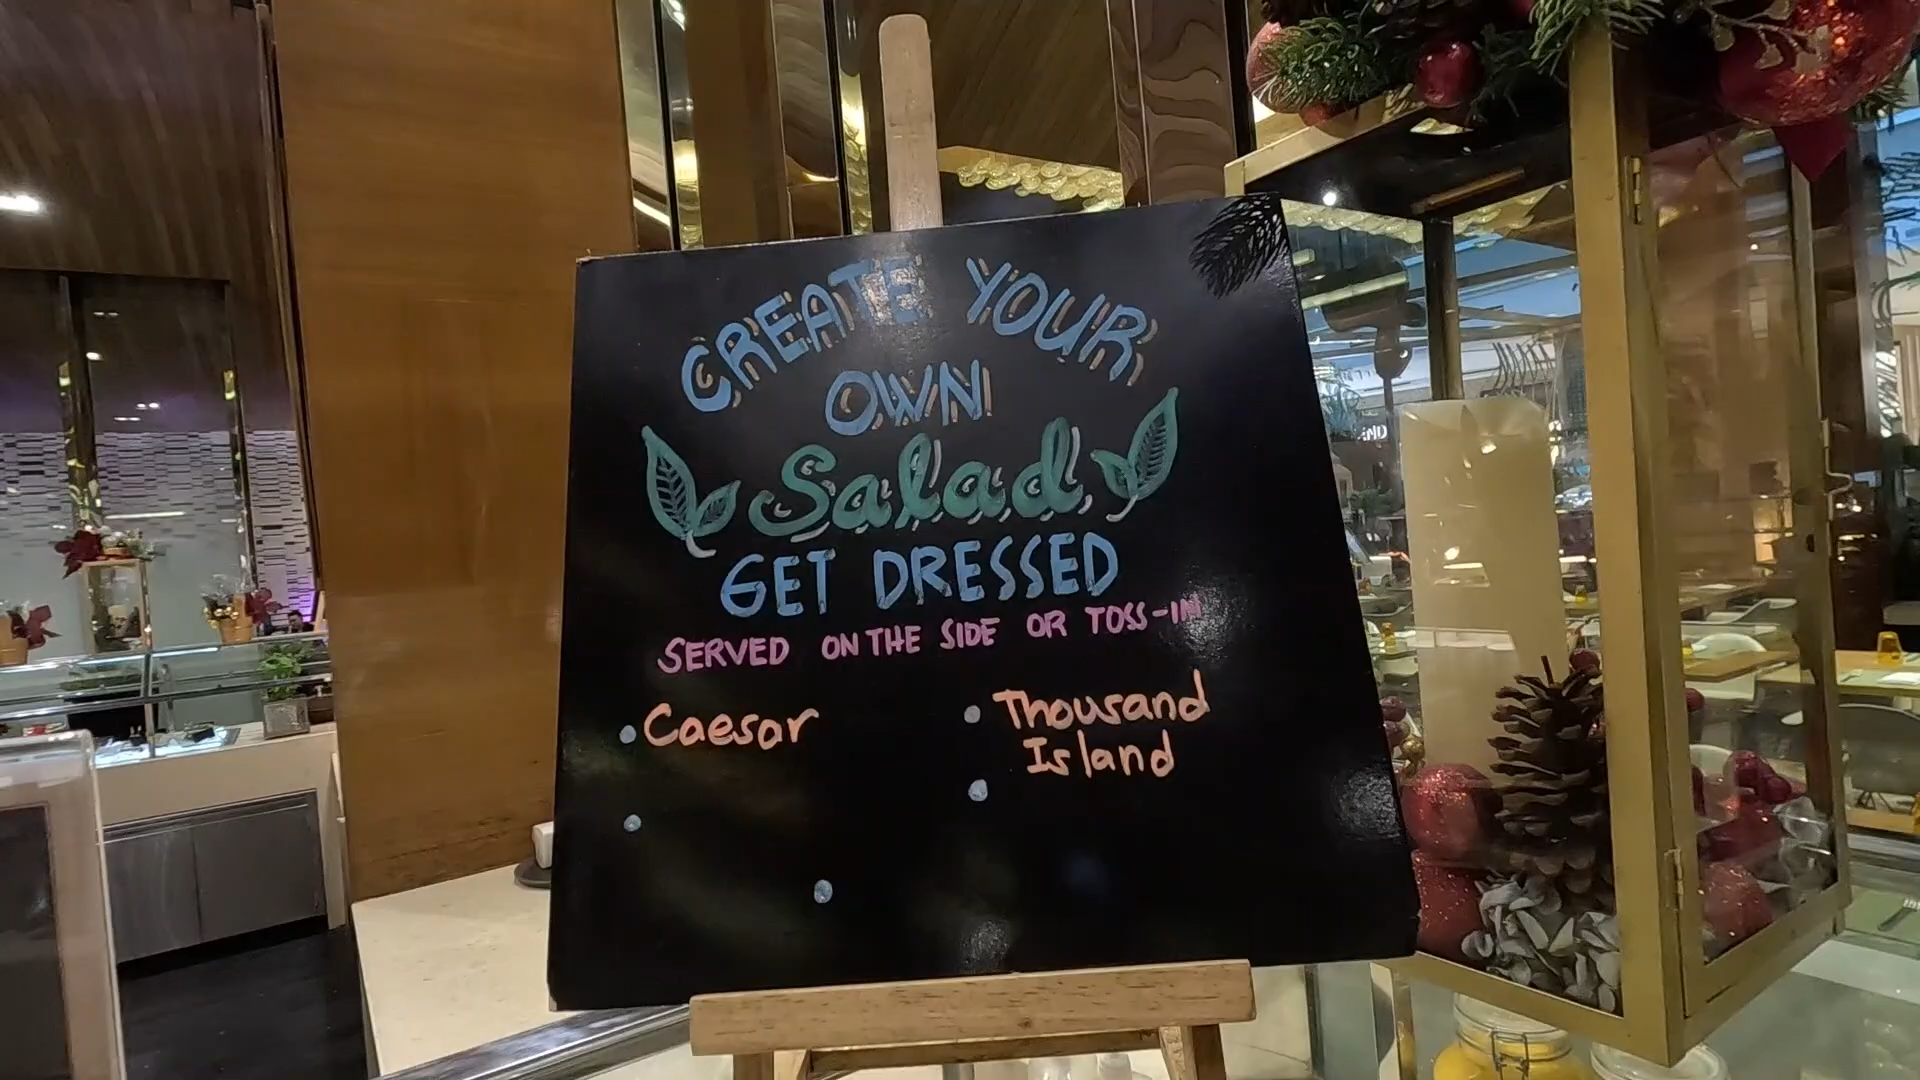 CREATE YOUR
OWN
Salad
GET DRESSED
SERVED ON THE SIDE OR TOSS-IN
• Caesar
• Thousand
Island
•
•
•